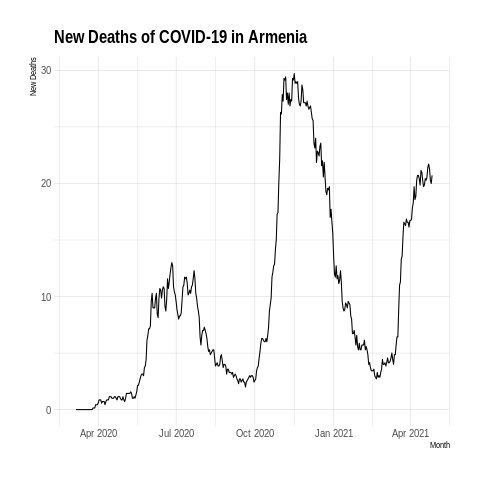 New Deaths of COVID-19 in Armenia
New Deaths
30
20
10
0
Apr 2020 Jul 2020 Oct 2020 Jan 2021 Apr 2021
Month